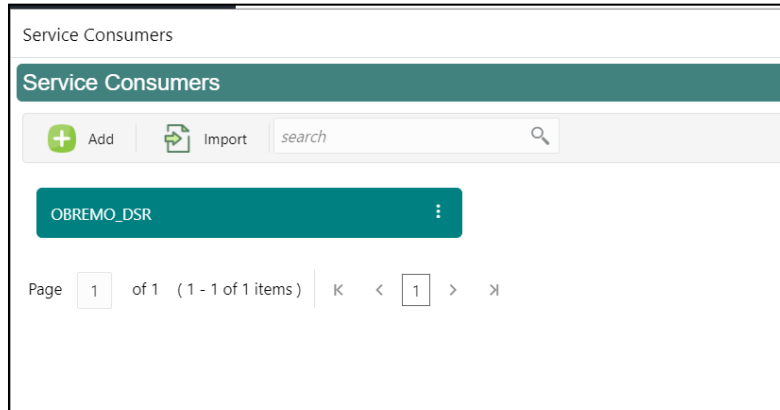 Service Consumers
Service Consumers
Add Import search
OBREMO_DSR
Page 1 of 1 ( 1 - 1 of 1 items ) 1